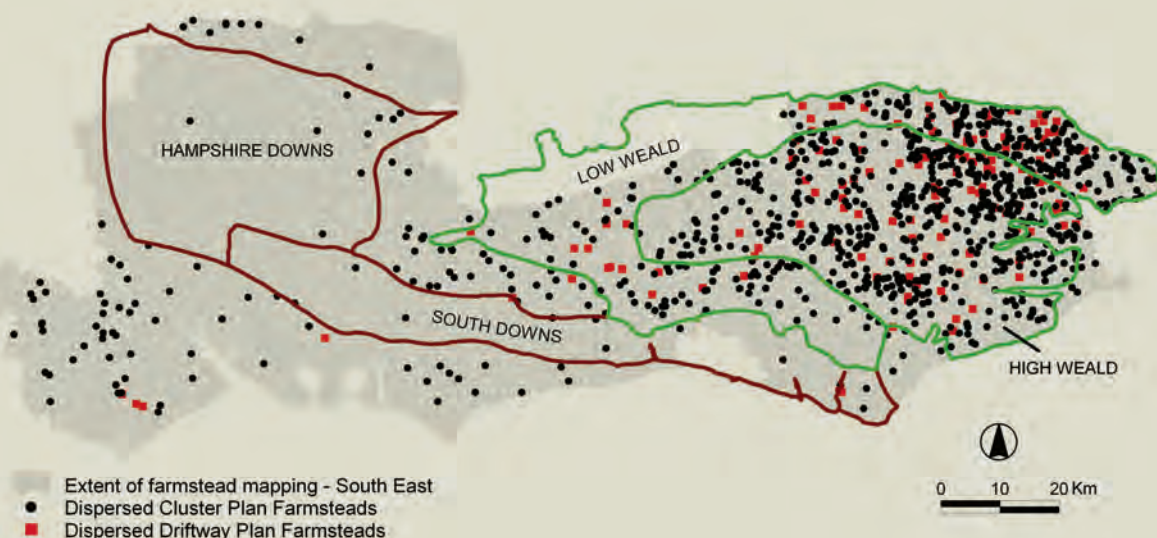 HAMPSHIRE DOWNS
LOW WEALD
SOUTH DOWNS
HIGH WEALD
Extent of farmstead mapping - South East
Dispersed Cluster Plan Farmsteads
Dispersed Driftway Plan Farmsteads
0 10 20 Km